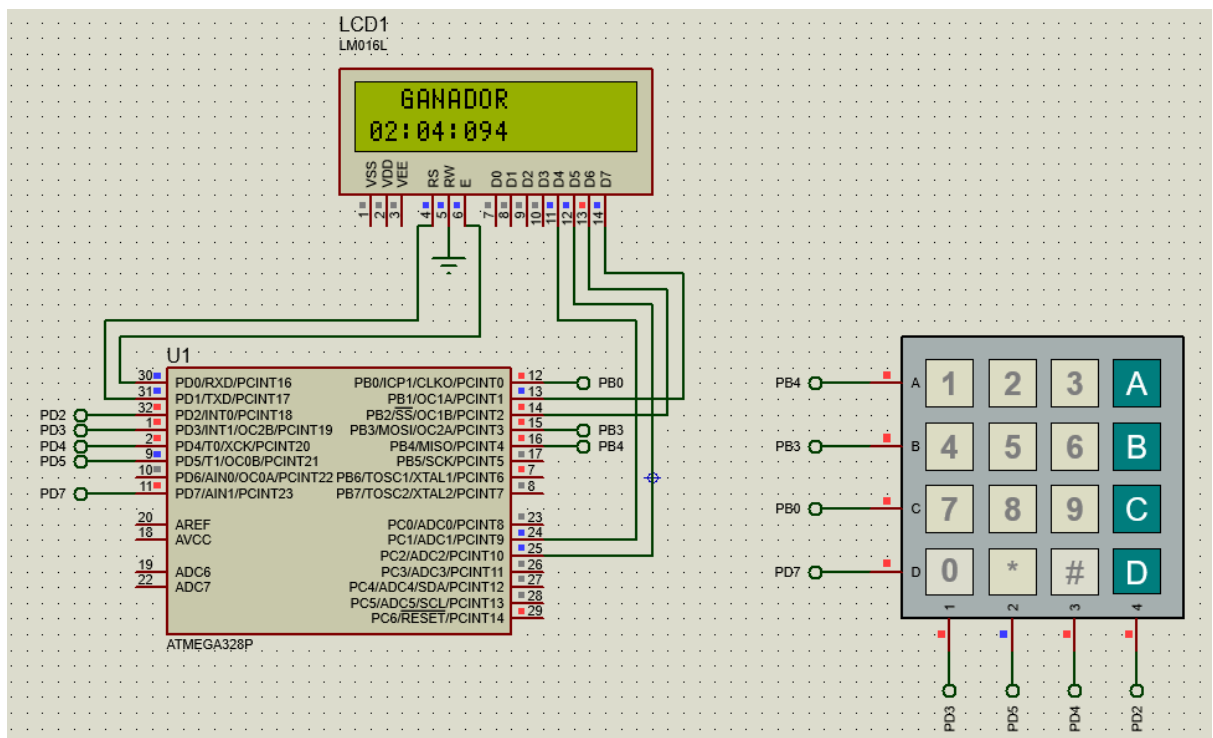 LCD1
LM016L
GANADOR
02:04:094
VSS
VDD
VEE
RS
RW
E
D0
D1
D2
D3
D4
D5
D6
D7
1
2
3
4
5
6
7
8
9
10
11
12
13
14
U1
30 PD0/RXD/PCINT16 PB0/ICP1/CLKO/PCINT0 12 PB0
31 PD1/TXD/PCINT17 PB1/OC1A/PCINT1 13
PD2 32 PD2/INT0/PCINT18 PB2/SS/OC1B/PCINT2 14
PD3 1 PD3/INT1/OC2B/PCINT19 PB3/MOSI/OC2A/PCINT3 15 PB3
PD4 2 PD4/T0/XCK/PCINT20 PB4/MISO/PCINT4 16 PB4
PD5 9 PD5/T1/OC0B/PCINT21 PB5/SCK/PCINT5 17
10 PD6/AIN0/OC0A/PCINT22 PB6/TOSC1/XTAL1/PCINT6 7
PD7 11 PD7/AIN1/PCINT23 PB7/TOSC2/XTAL2/PCINT7 8
20 AREF PC0/ADC0/PCINT8 23
18 AVCC PC1/ADC1/PCINT9 24
PC2/ADC2/PCINT10 25
19 ADC6 PC3/ADC3/PCINT11 26
22 ADC7 PC4/ADC4/SDA/PCINT12 27
PC5/ADC5/SCL/PCINT13 28
PC6/RESET/PCINT14 29
ATMEGA328P
PB4 A 1 2 3 A
PB3 B 4 5 6 B
PB0 C 7 8 9 C
PD7 D 0 * # D
1 2 3 4
PD3
PD5
PD4
PD2